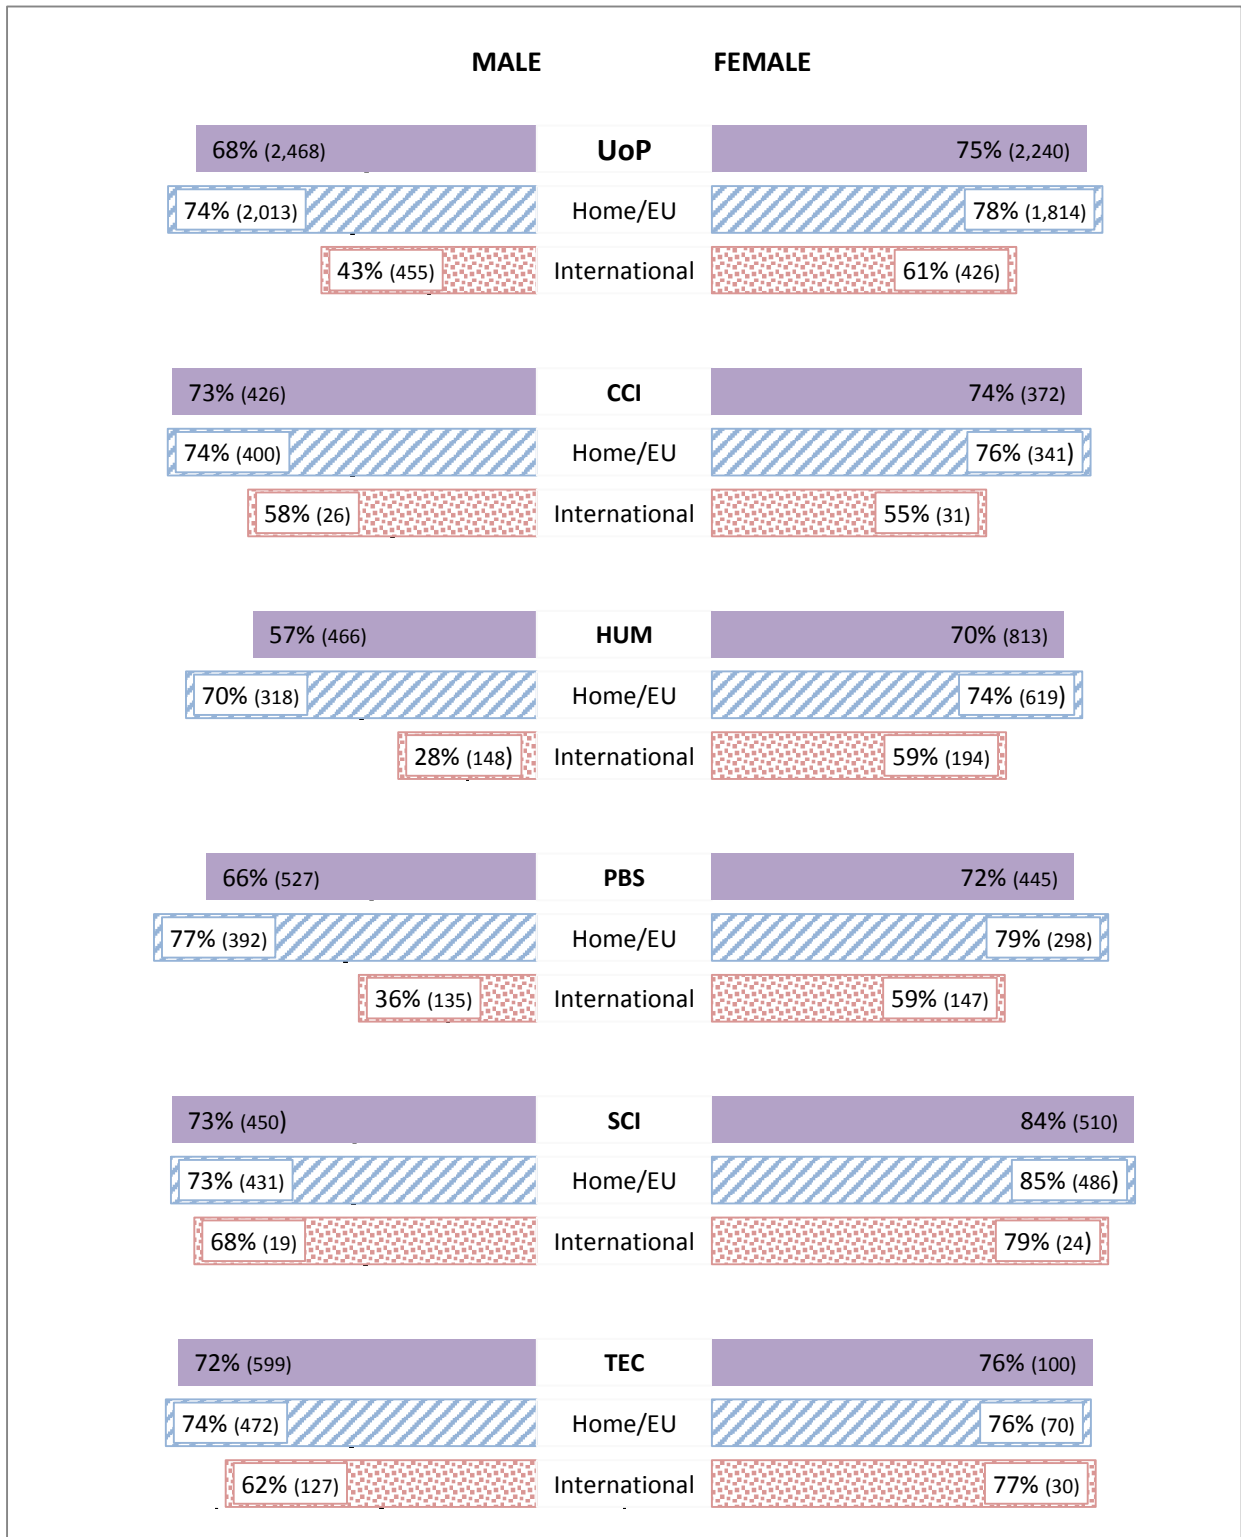 MALE FEMALE
68% (2,468) UoP 75% (2,240)
74% (2,013) Home/EU 78% (1,814)
43% (455) International 61% (426)
73% (426) CCI 74% (372)
74% (400) Home/EU 76% (341)
58% (26) International 55% (31)
57% (466) HUM 70% (813)
70% (318) Home/EU 74% (619)
28% (148) International 59% (194)
66% (527) PBS 72% (445)
77% (392) Home/EU 79% (298)
36% (135) International 59% (147)
73% (450) SCI 84% (510)
73% (431) Home/EU 85% (486)
68% (19) International 79% (24)
72% (599) TEC 76% (100)
74% (472) Home/EU 76% (70)
62% (127) International 77% (30)